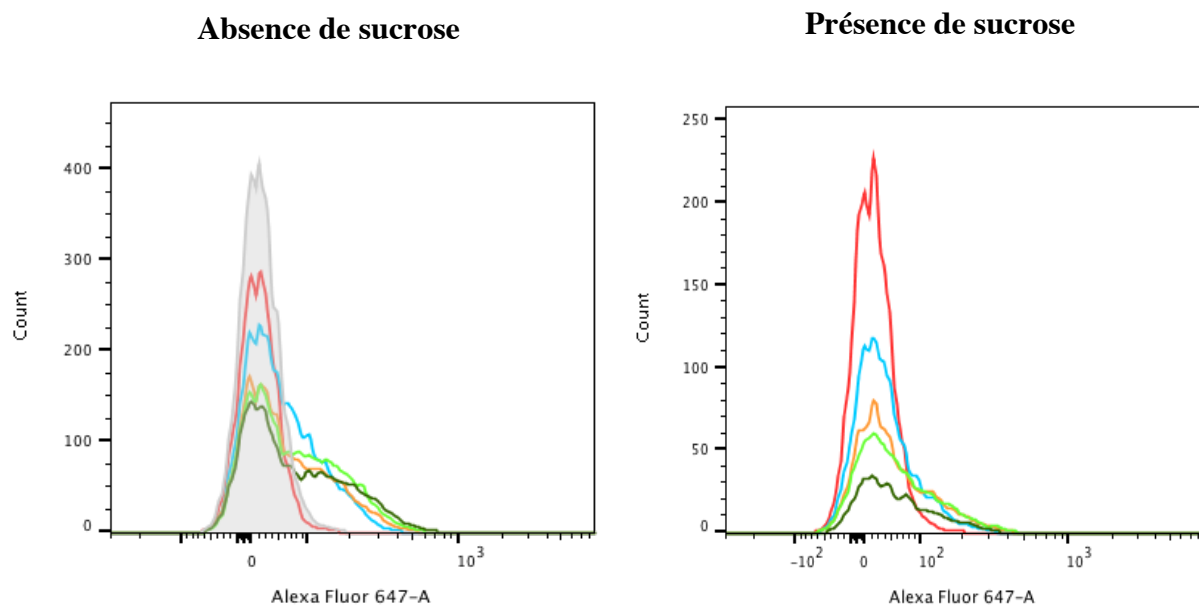 Absence de sucrose
Présence de sucrose
400
300
200
100
0
Count
0
10³
Alexa Fluor 647-A
250
200
150
100
50
0
Count
-10²
0
10²
10³
Alexa Fluor 647-A